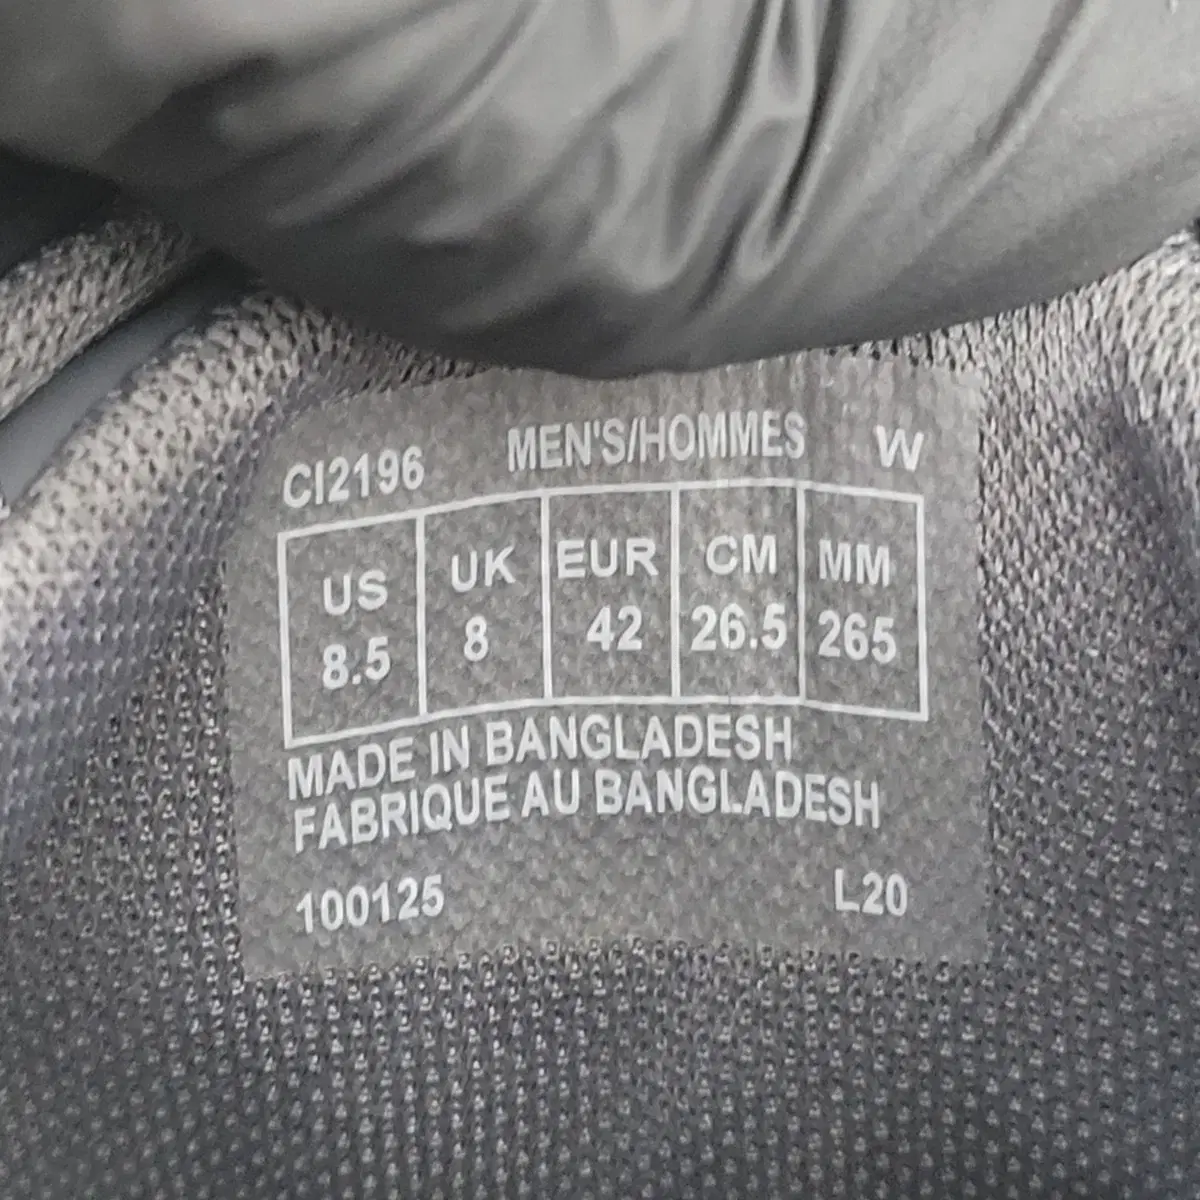 CI2196 MEN'S/HOMMES W
US UK EUR CM MM
8.5 8 42 26.5 265
MADE IN BANGLADESH
FABRIQUE AU BANGLADESH
100125 L20